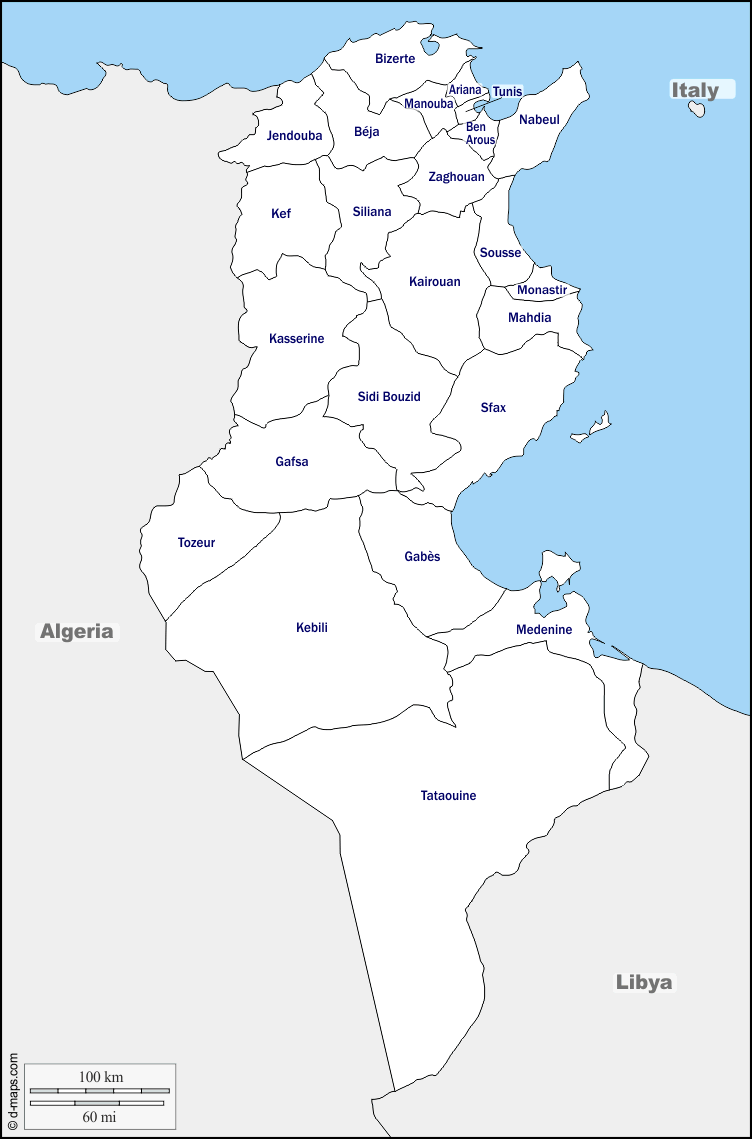 Bizerte
Italy
Ariana
Tunis
Manouba
Nabeul
Ben
Arous
Jendouba
Béja
Zaghouan
Kef
Siliana
Sousse
Kairouan
Monastir
Mahdia
Kasserine
Sidi Bouzid
Sfax
Gafsa
Tozeur
Gabès
Algeria
Kebili
Medenine
Tataouine
Libya
100 km
60 mi
© d-maps.com